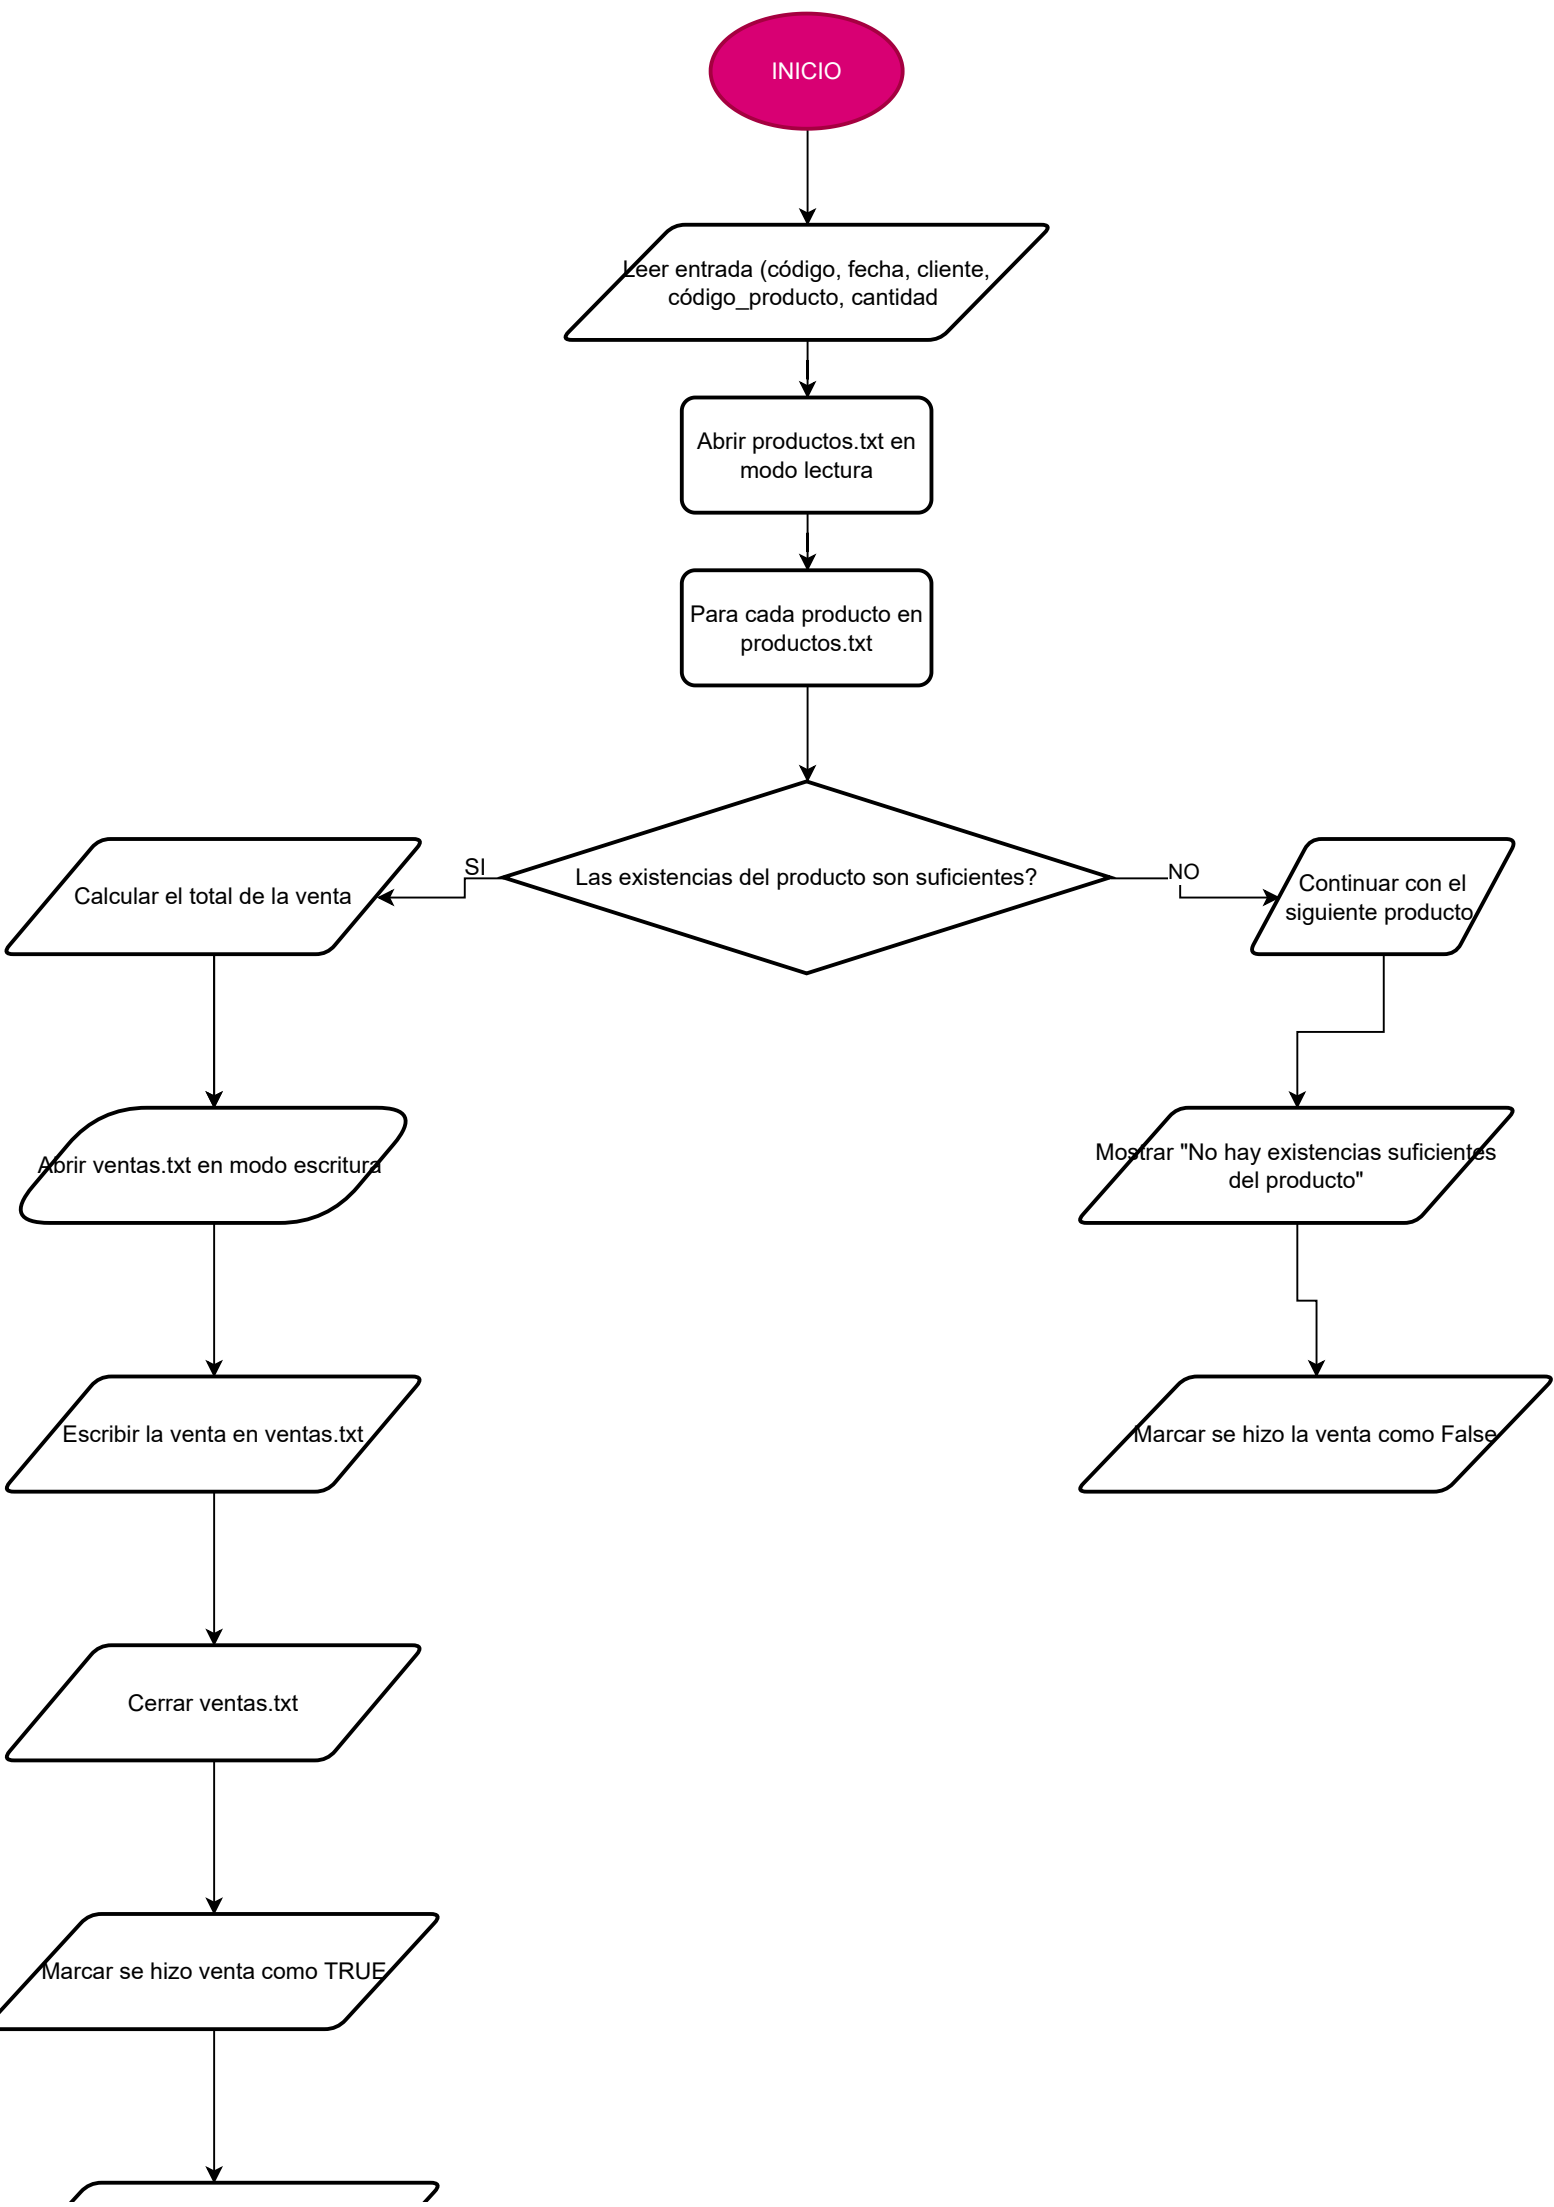 INICIO
Leer entrada (código, fecha, cliente,
código_producto, cantidad
Abrir productos.txt en
modo lectura
Para cada producto en
productos.txt
Las existencias del producto son suficientes?
SI
NO
Calcular el total de la venta
Continuar con el
siguiente producto
Abrir ventas.txt en modo escritura
Mostrar "No hay existencias suficientes
del producto"
Escribir la venta en ventas.txt
Marcar se hizo la venta como False
Cerrar ventas.txt
Marcar se hizo venta como TRUE